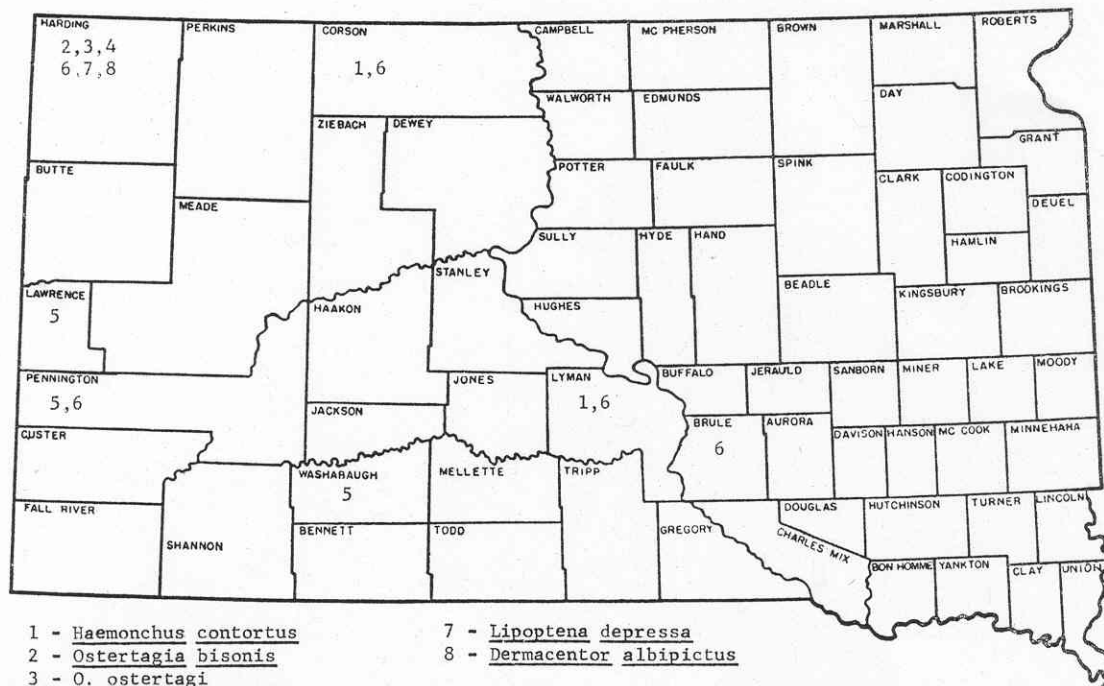 HARDING PERKINS CORSON CAMPBELL MC PHERSON BROWN MARSHALL ROBERTS
2,3,4
6,7,8
1,6
WALWORTH EDMUNDS DAY
ZIEBACH DEWEY
GRANT
BUTTE POTTER FAULK SPINK CLARK CODINGTON
MEADE DEUEL
SULLY HYDE HAND HAMLIN
STANLEY
LAWRENCE HAAKON HUGHES BEADLE KINGSBURY BROOKINGS
5
PENNINGTON JONES LYMAN BUFFALO JERAULD SANBORN MINER LAKE MOODY
5,6
1,6
JACKSON
CUSTER BRULE AURORA DAVISON HANSON MC COOK MINNEHAHA
6
WASHABAUGH MELLETTE TRIPP
5
FALL RIVER SHANNON BENNETT TODD GREGORY DOUGLAS HUTCHINSON TURNER LINCOLN
CHARLES MIX
BON HOMME YANKTON CLAY UNION
1 - Haemonchus contortus
2 - Ostertagia bisonis
3 - O. ostertagi
7 - Lipoptena depressa
8 - Dermacentor albipictus